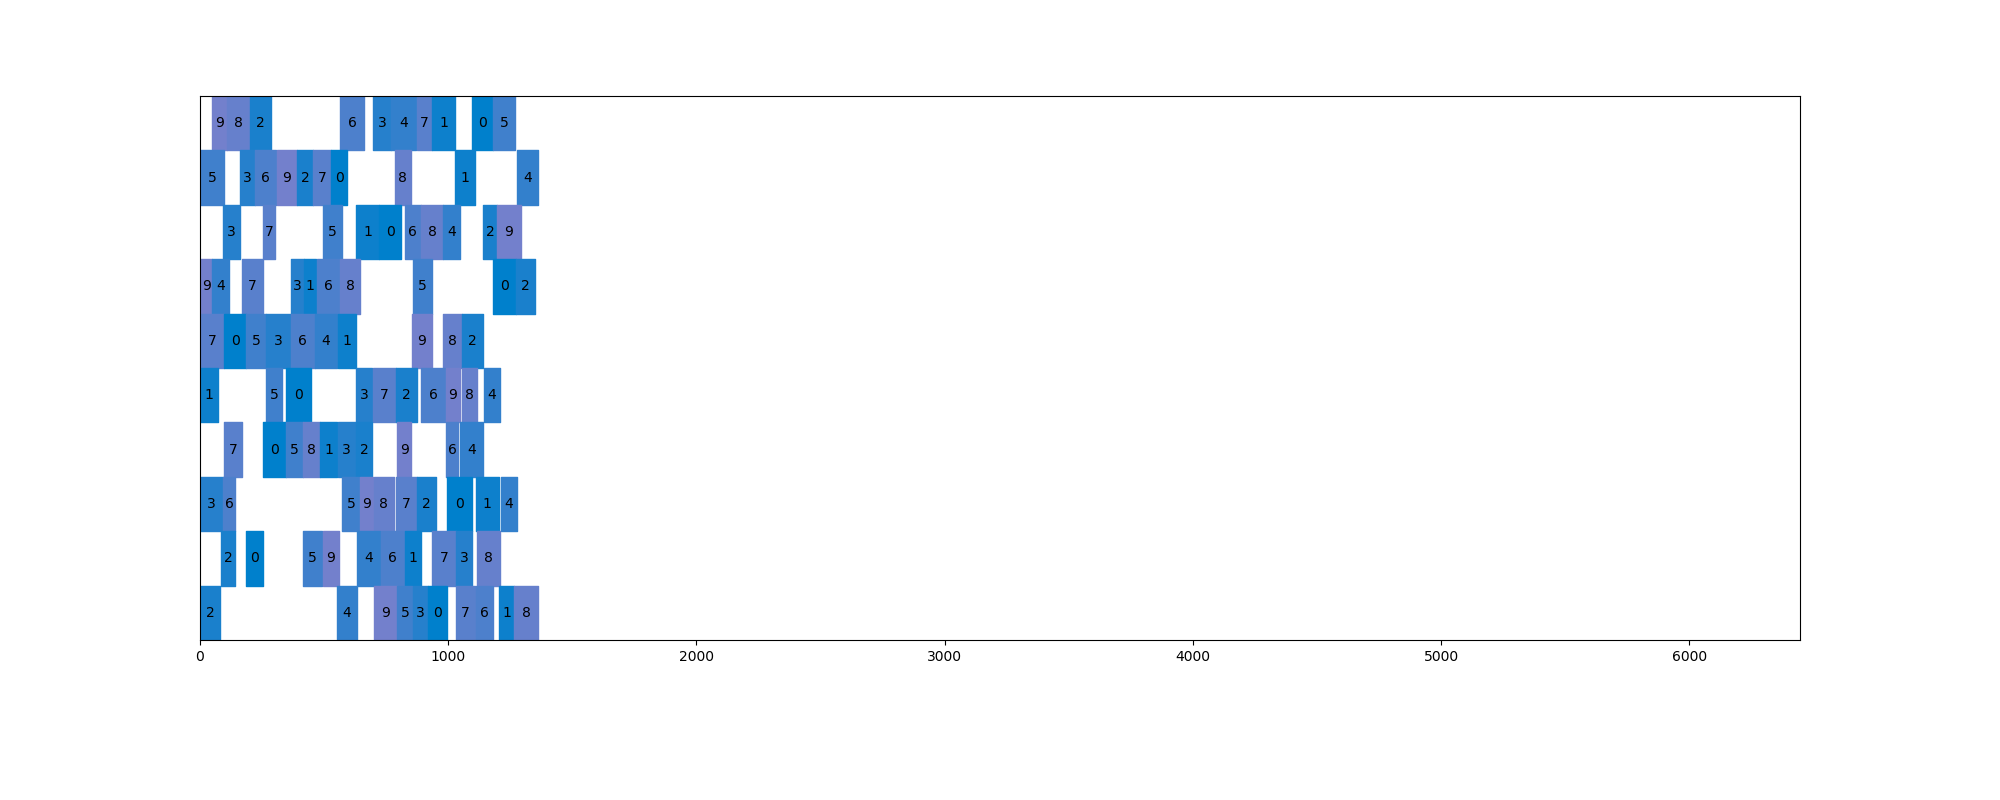 9 8 2 6 3 4 7 1 0 5
5 3 6 9 2 7 0 8 1 4
3 7 5 1 0 6 8 4 2 9
9 4 7 3 1 6 8 5 0 2
7 0 5 3 6 4 1 9 8 2
1 5 0 3 7 2 6 9 8 4
7 0 5 8 1 3 2 9 6 4
3 6 5 9 8 7 2 0 1 4
2 0 5 9 4 6 1 7 3 8
2 4 9 5 3 0 7 6 1 8
0 1000 2000 3000 4000 5000 6000